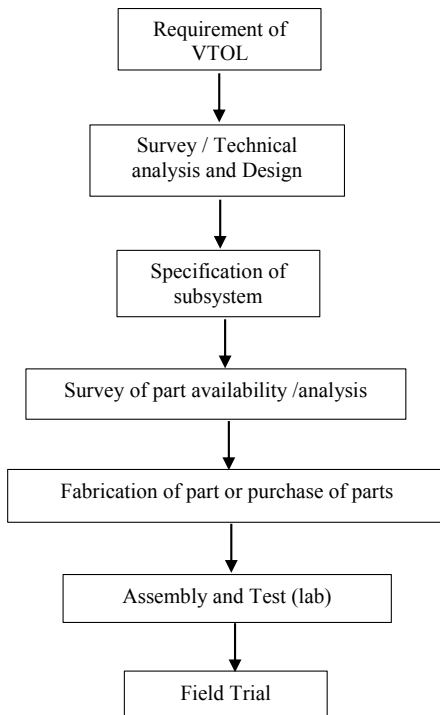 Requirement of
VTOL
Survey / Technical
analysis and Design
Specification of
subsystem
Survey of part availability /analysis
Fabrication of part or purchase of parts
Assembly and Test (lab)
Field Trial